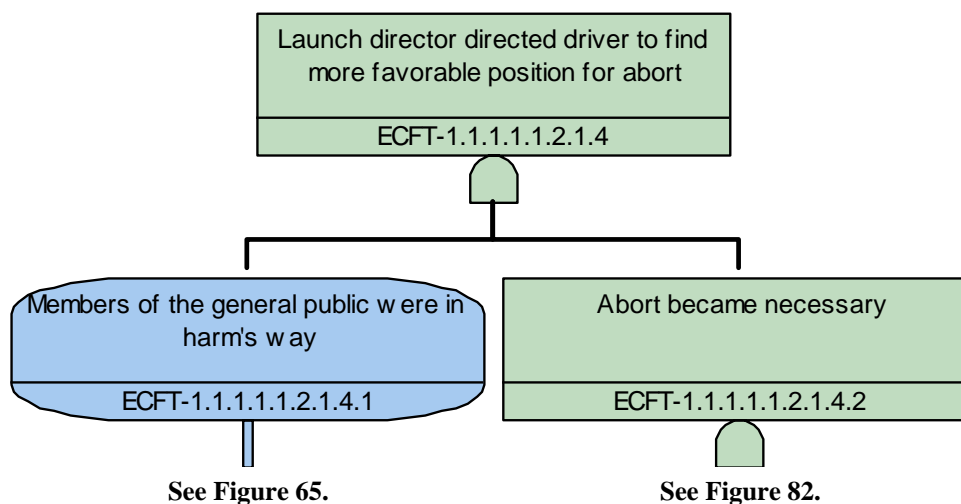 Launch director directed driver to find
more favorable position for abort
ECFT-1.1.1.1.1.2.1.4
Members of the general public were in
harm's way
ECFT-1.1.1.1.1.2.1.4.1
Abort became necessary
ECFT-1.1.1.1.1.2.1.4.2
See Figure 65.
See Figure 82.